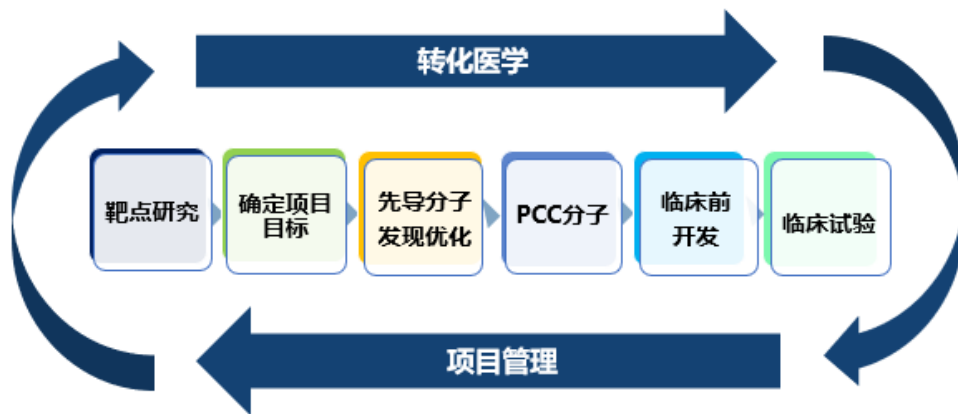 转化医学
靶点研究
确定项目
目标
先导分子
发现优化
PCC分子
临床前
开发
临床试验
项目管理